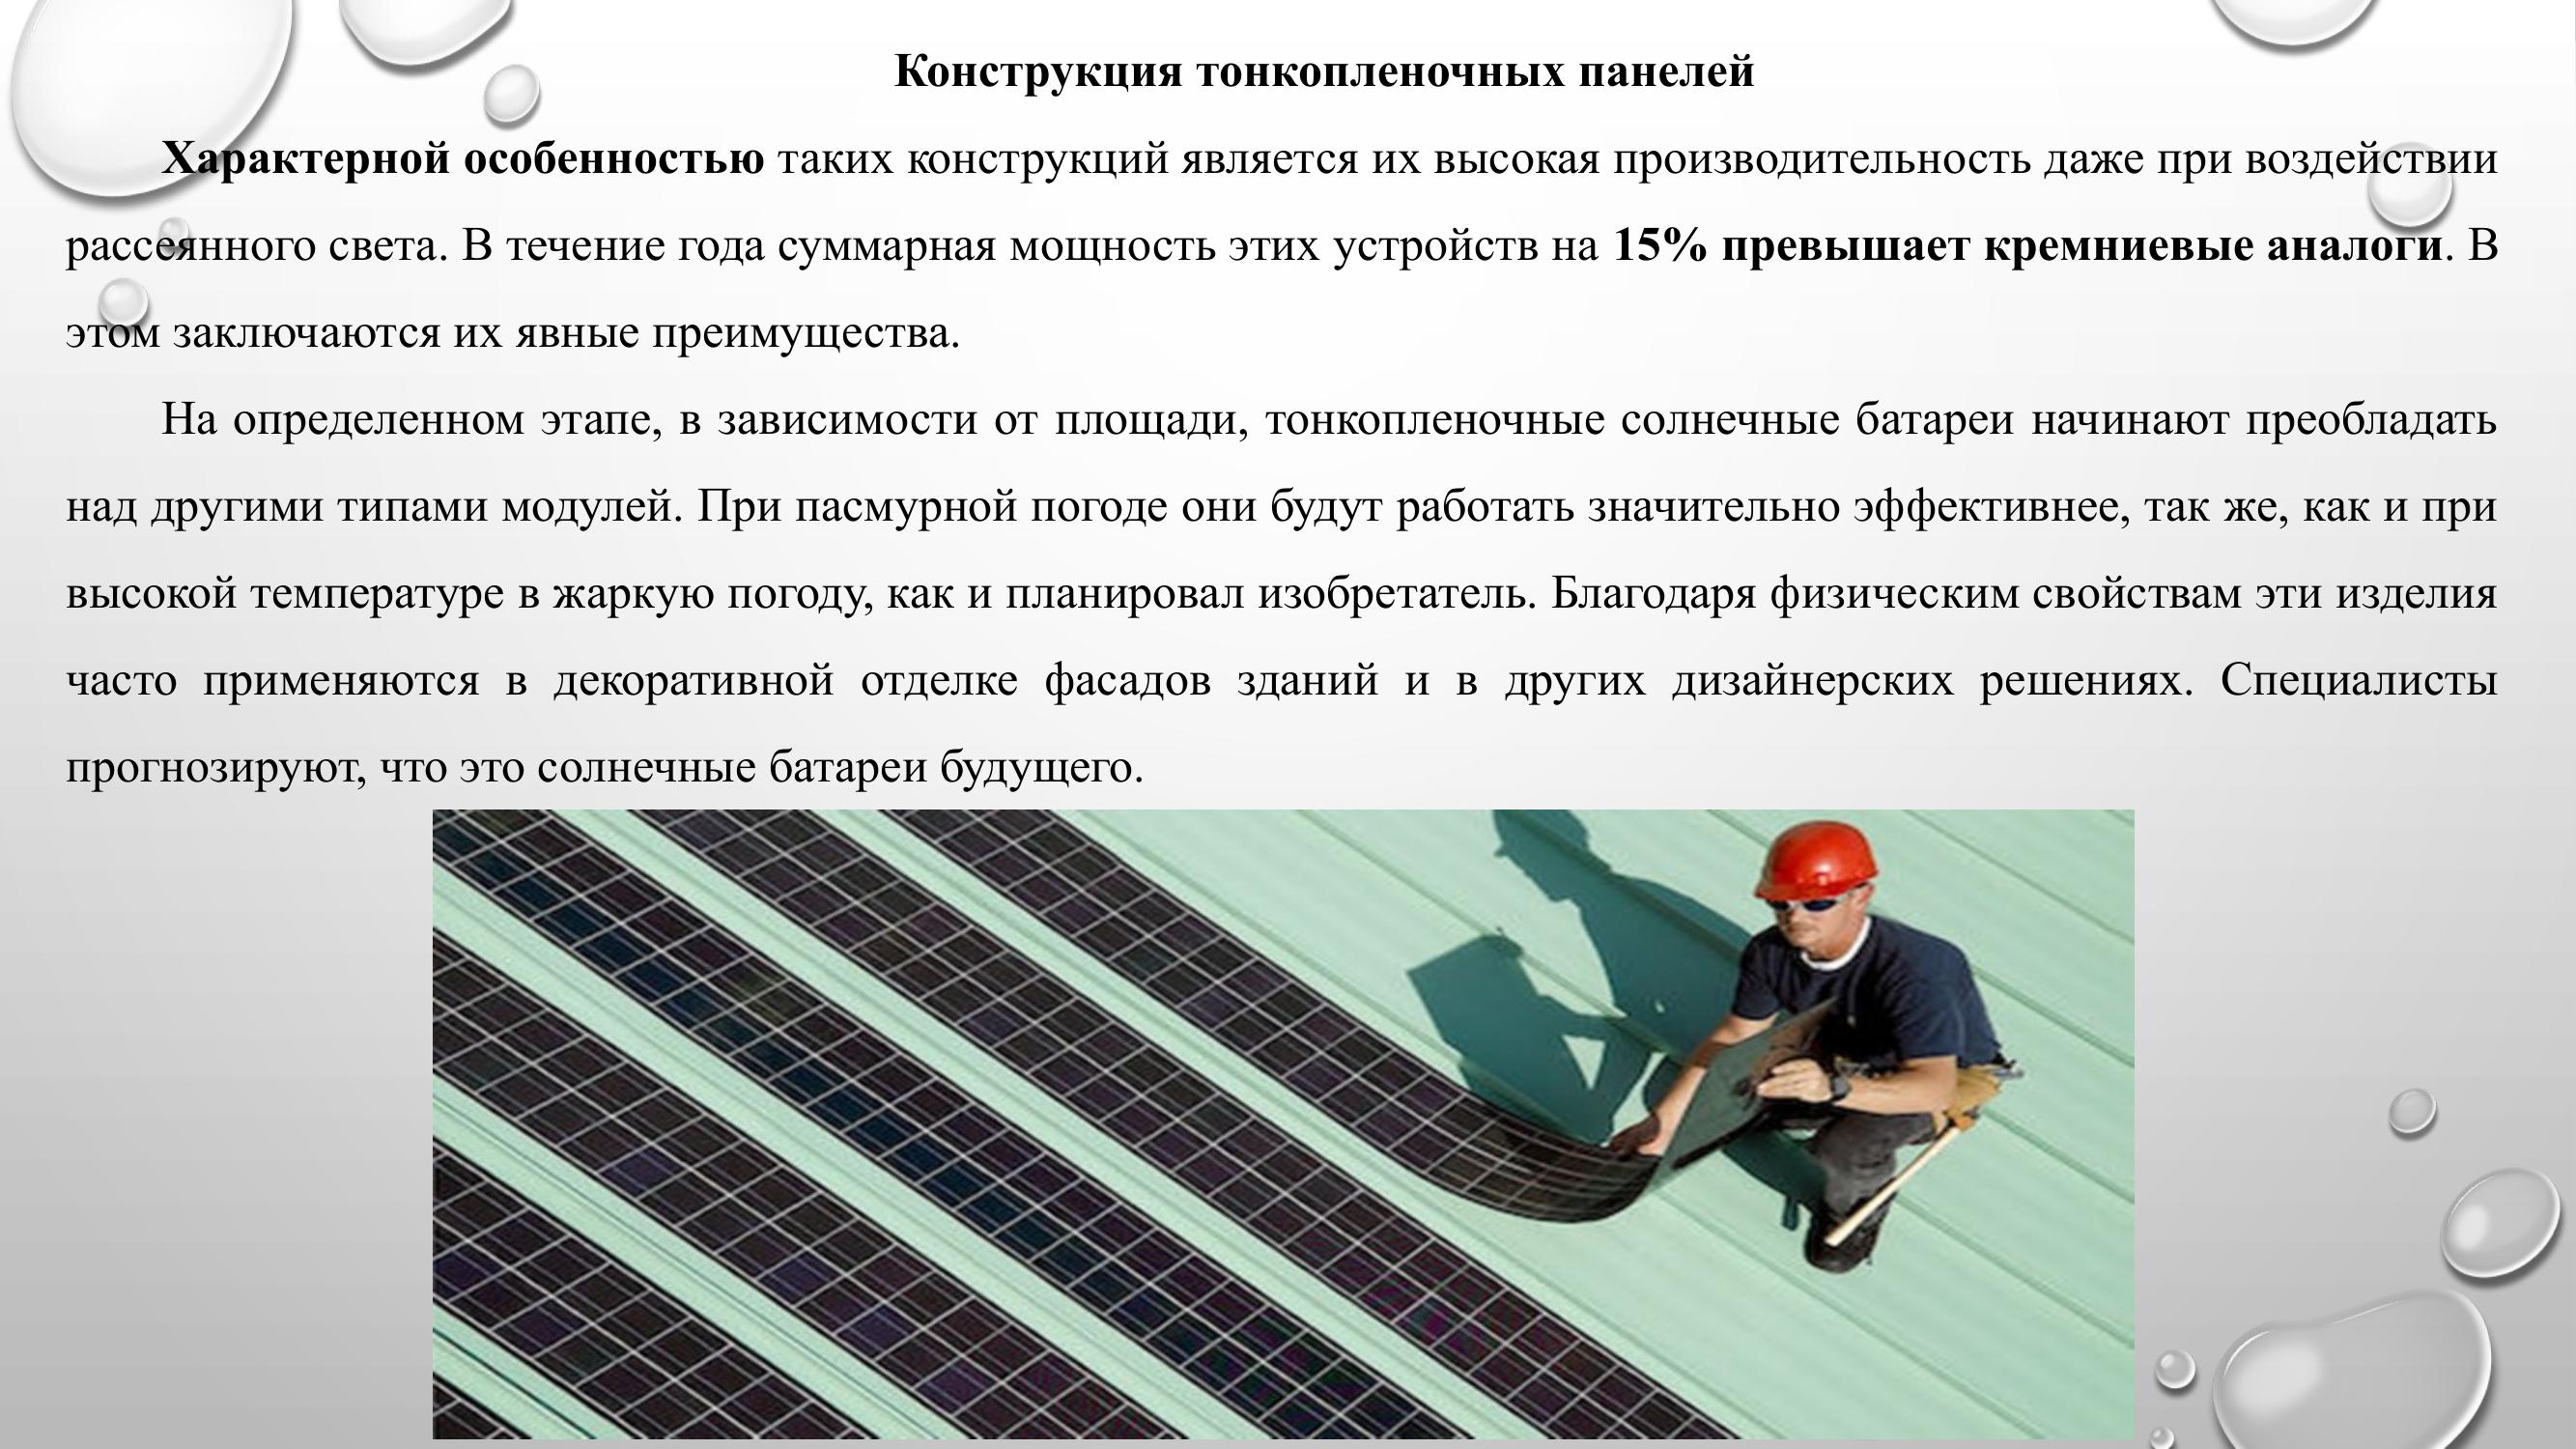 Конструкция тонкопленочных панелей
Характерной особенностью таких конструкций является их высокая производительность даже при воздействии
рассеянного света. В течение года суммарная мощность этих устройств на 15% превышает кремниевые аналоги. В
этом заключаются их явные преимущества.
На определенном этапе, в зависимости от площади, тонкопленочные солнечные батареи начинают преобладать
над другими типами модулей. При пасмурной погоде они будут работать значительно эффективнее, так же, как и при
высокой температуре в жаркую погоду, как и планировал изобретатель. Благодаря физическим свойствам эти изделия
часто применяются в декоративной отделке фасадов зданий и в других дизайнерских решениях. Специалисты
прогнозируют, что это солнечные батареи будущего.